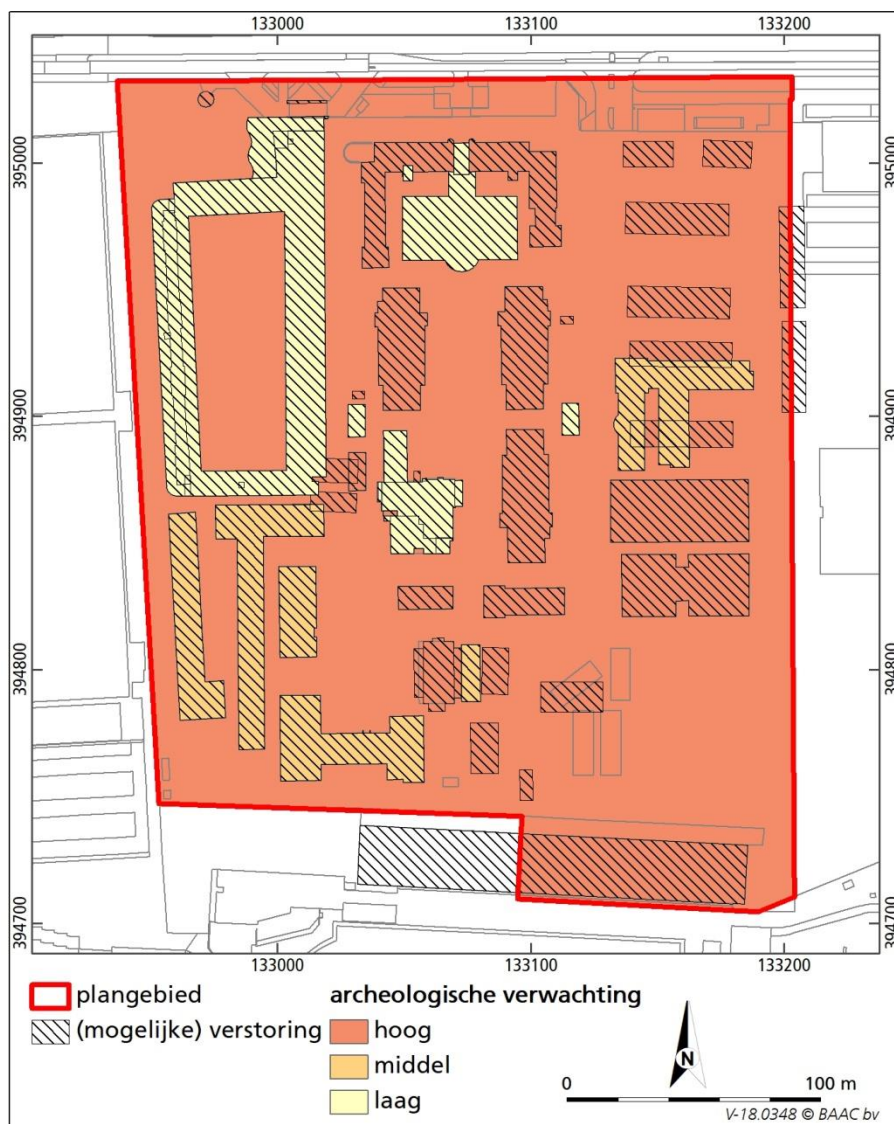 133000 133100 133200
395000 395000
394900 394900
394800 394800
394700 394700
133000 133100 133200
plangebied
(mogelijke) verstoring
archeologische verwachting
hoog
middel
laag
N
0 100 m
V-18.0348 © BAAC bv